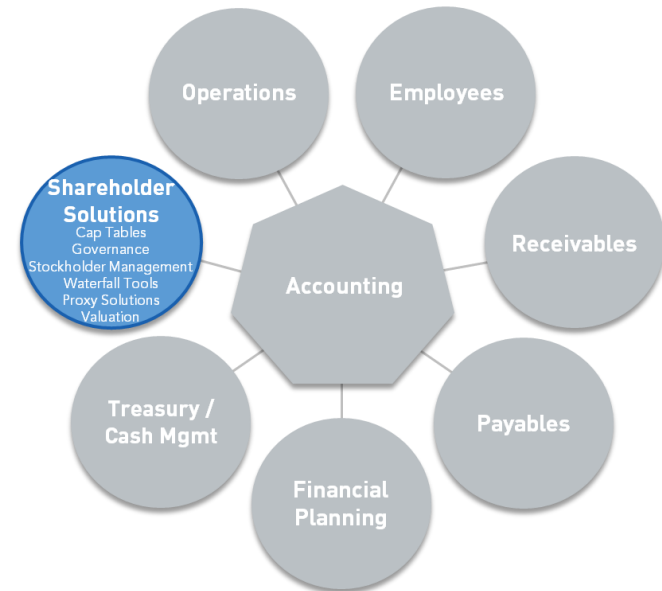 Operations
Employees
Shareholder
Solutions
Cap Tables
Governance
Stockholder Management
Waterfall Tools
Proxy Solutions
Valuation
Receivables
Accounting
Treasury /
Cash Mgmt
Payables
Financial
Planning